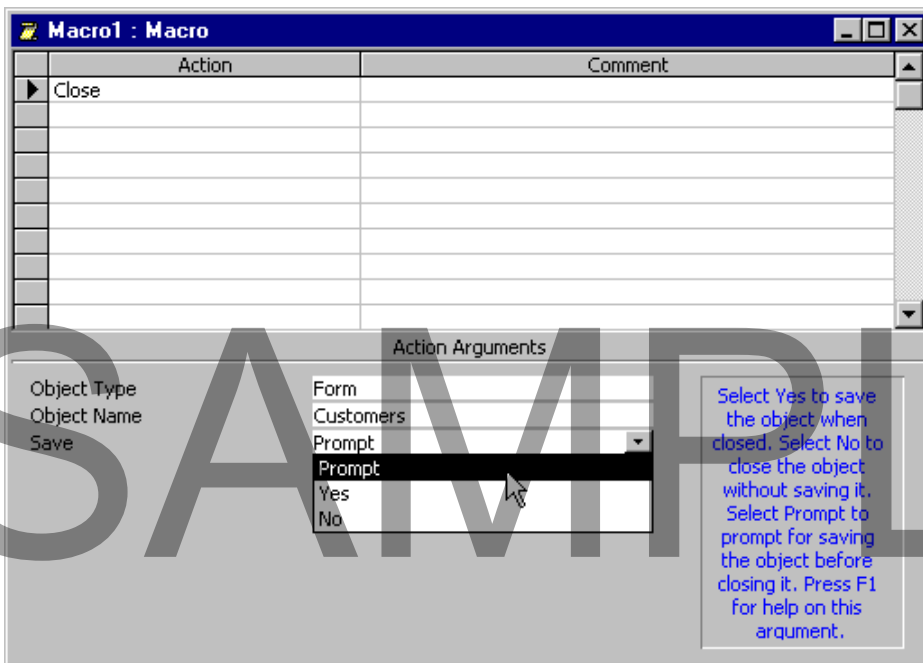 Macro1 : Macro
Action Comment
Close
Action Arguments
Object Type Form
Object Name Customers
Save Prompt
Prompt
Yes
No
Select Yes to save
the object when
closed. Select No to
close the object
without saving it.
Select Prompt to
prompt for saving
the object before
closing it. Press F1
for help on this
argument.
SAMPL